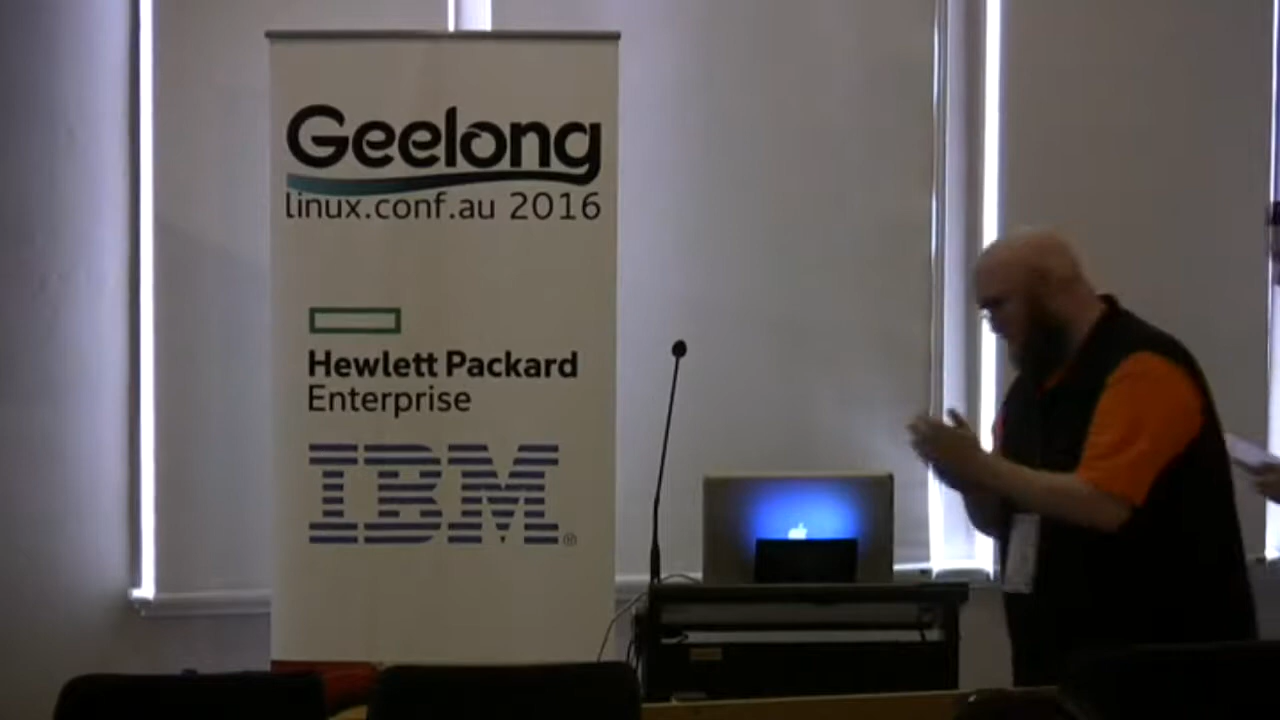 Geelong
linux.conf.au 2016
Hewlett Packard
Enterprise
IBM®